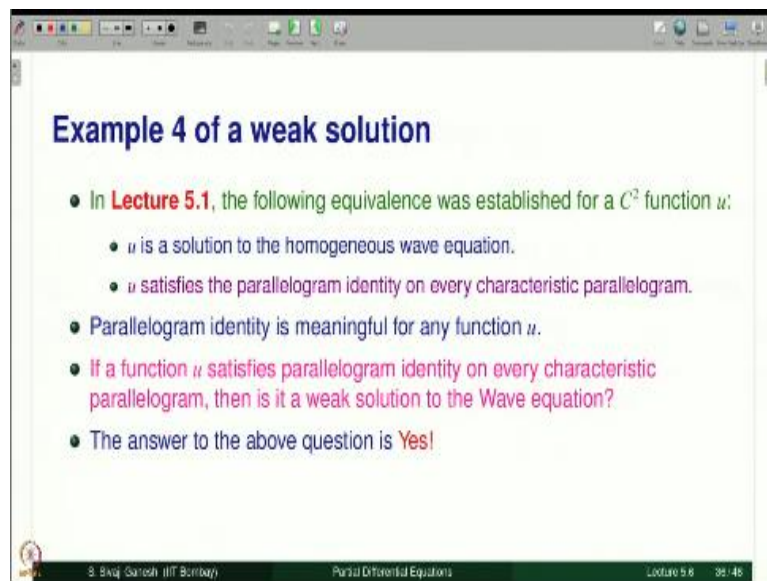 Example 4 of a weak solution
In Lecture 5.1, the following equivalence was established for a C² function u:
u is a solution to the homogeneous wave equation.
u satisfies the parallelogram identity on every characteristic parallelogram.
Parallelogram identity is meaningful for any function u.
If a function u satisfies parallelogram identity on every characteristic
parallelogram, then is it a weak solution to the Wave equation?
The answer to the above question is Yes!
S. Sivaji Ganesh (IIT Bombay) Partial Differential Equations Lecture 5.6 36/46